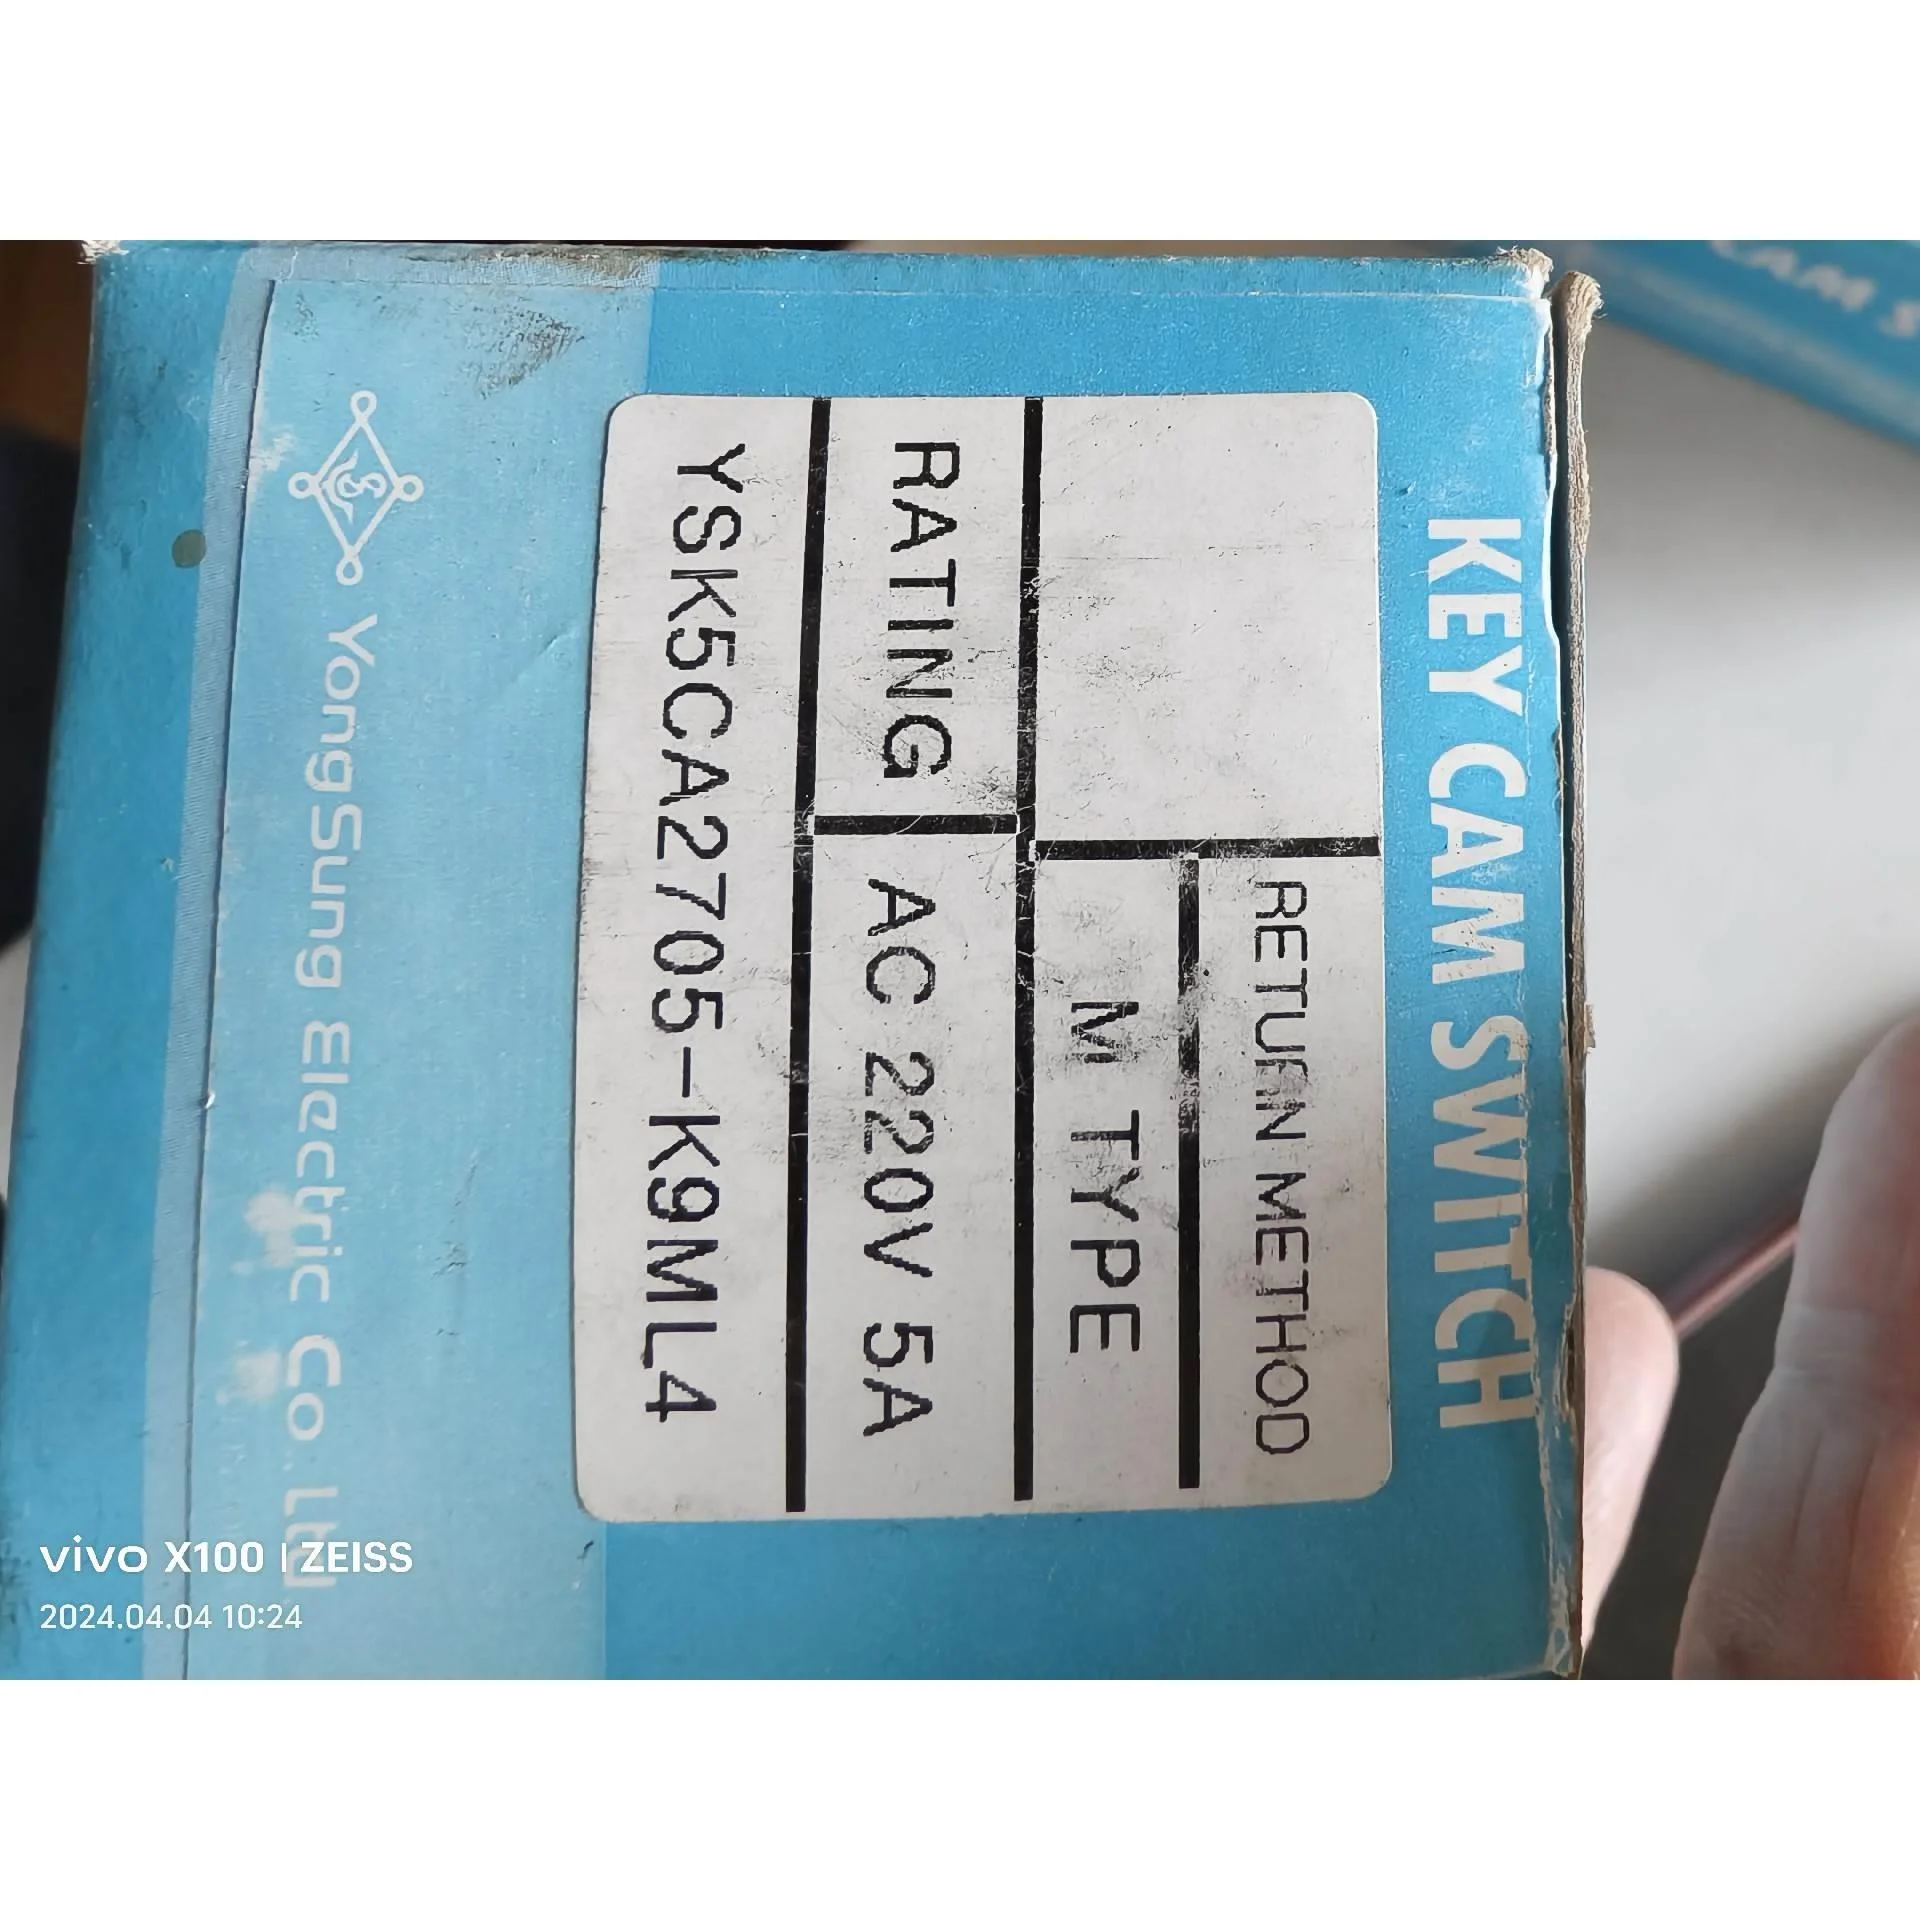 KEY CAM SWITCH
RETURN METHOD
M TYPE
RATING AC 220V 5A
YSK5CA2705-K9ML4
YongSung Electric Co. Ltd
CAM S
vivo X100 | ZEISS
2024.04.04 10:24